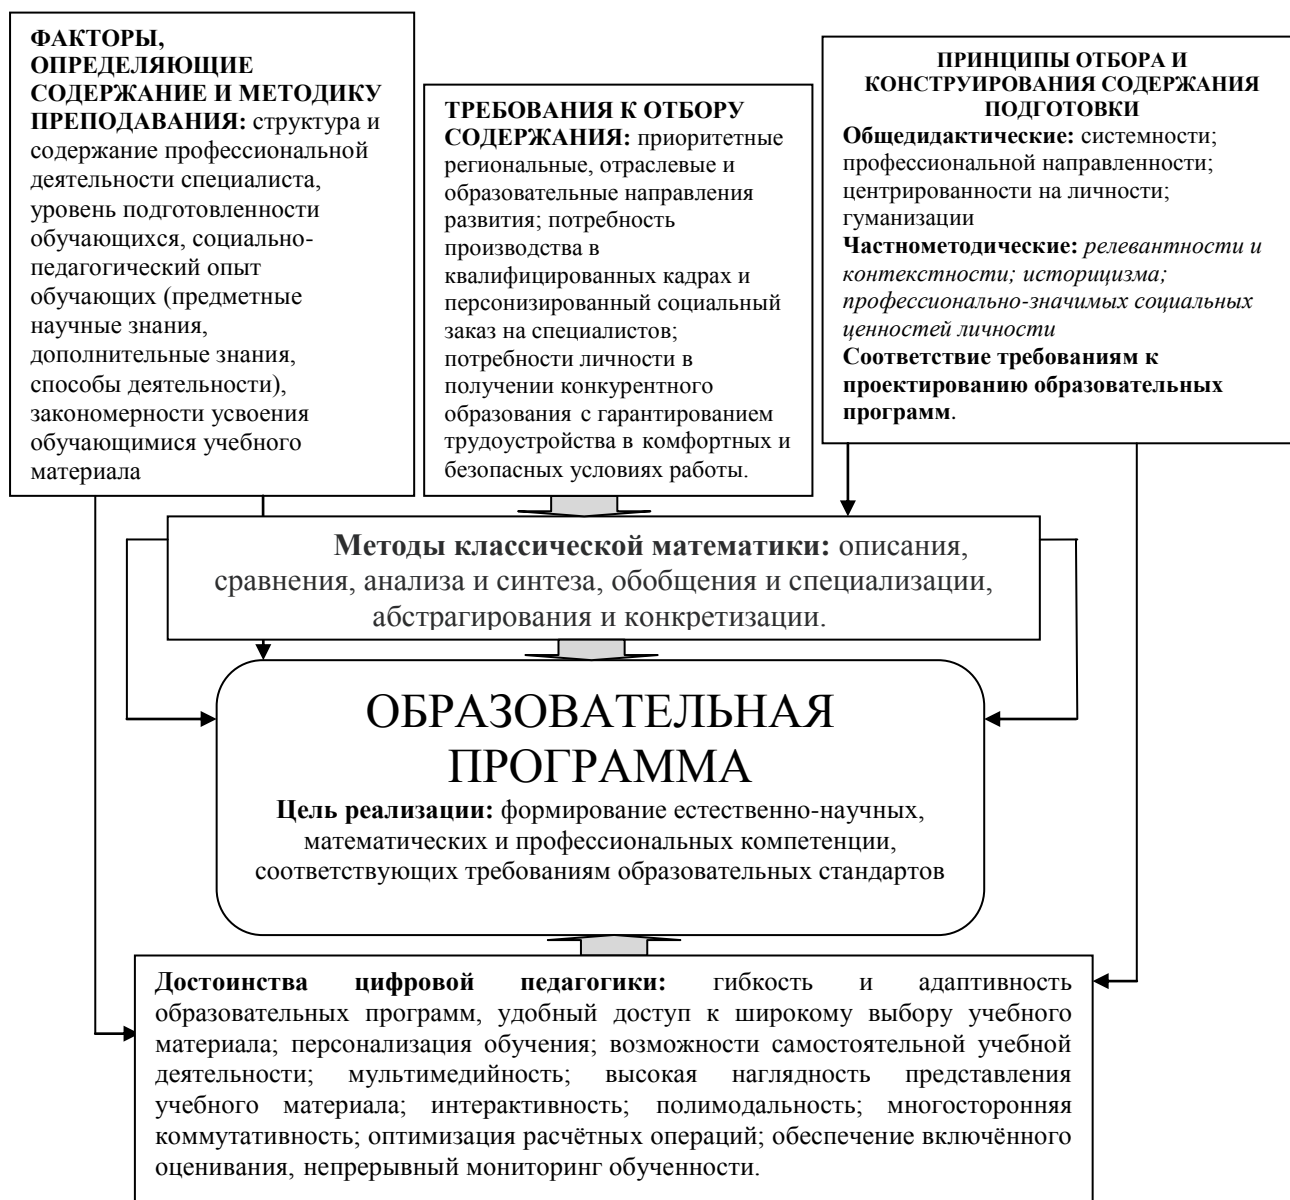 ФАКТОРЫ,
ОПРЕДЕЛЯЮЩИЕ
СОДЕРЖАНИЕ И МЕТОДИКУ
ПРЕПОДАВАНИЯ: структура и
содержание профессиональной
деятельности специалиста,
уровень подготовленности
обучающихся, социально-
педагогический опыт
обучающих (предметные
научные знания,
дополнительные знания,
способы деятельности),
закономерности усвоения
обучающимися учебного
материала
ТРЕБОВАНИЯ К ОТБОРУ
СОДЕРЖАНИЯ: приоритетные
региональные, отраслевые и
образовательные направления
развития; потребность
производства в
квалифицированных кадрах и
персонизированный социальный
заказ на специалистов;
потребности личности в
получении конкурентного
образования с гарантированием
трудоустройства в комфортных и
безопасных условиях работы.
ПРИНЦИПЫ ОТБОРА И
КОНСТРУИРОВАНИЯ СОДЕРЖАНИЯ
ПОДГОТОВКИ
Общедидактические: системности;
профессиональной направленности;
центрированности на личности;
гуманизации
Частнометодические: релевантности и
контекстности; историцизма;
профессионально-значимых социальных
ценностей личности
Соответствие требованиям к
проектированию образовательных
программ.
Методы классической математики: описания,
сравнения, анализа и синтеза, обобщения и специализации,
абстрагирования и конкретизации.
ОБРАЗОВАТЕЛЬНАЯ
ПРОГРАММА
Цель реализации: формирование естественно-научных,
математических и профессиональных компетенции,
соответствующих требованиям образовательных стандартов
Достоинства цифровой педагогики: гибкость и адаптивность
образовательных программ, удобный доступ к широкому выбору учебного
материала; персонализация обучения; возможности самостоятельной учебной
деятельности; мультимедийность; высокая наглядность представления
учебного материала; интерактивность; полимодальность; многосторонняя
коммутативность; оптимизация расчётных операций; обеспечение включённого
оценивания, непрерывный мониторинг обученности.